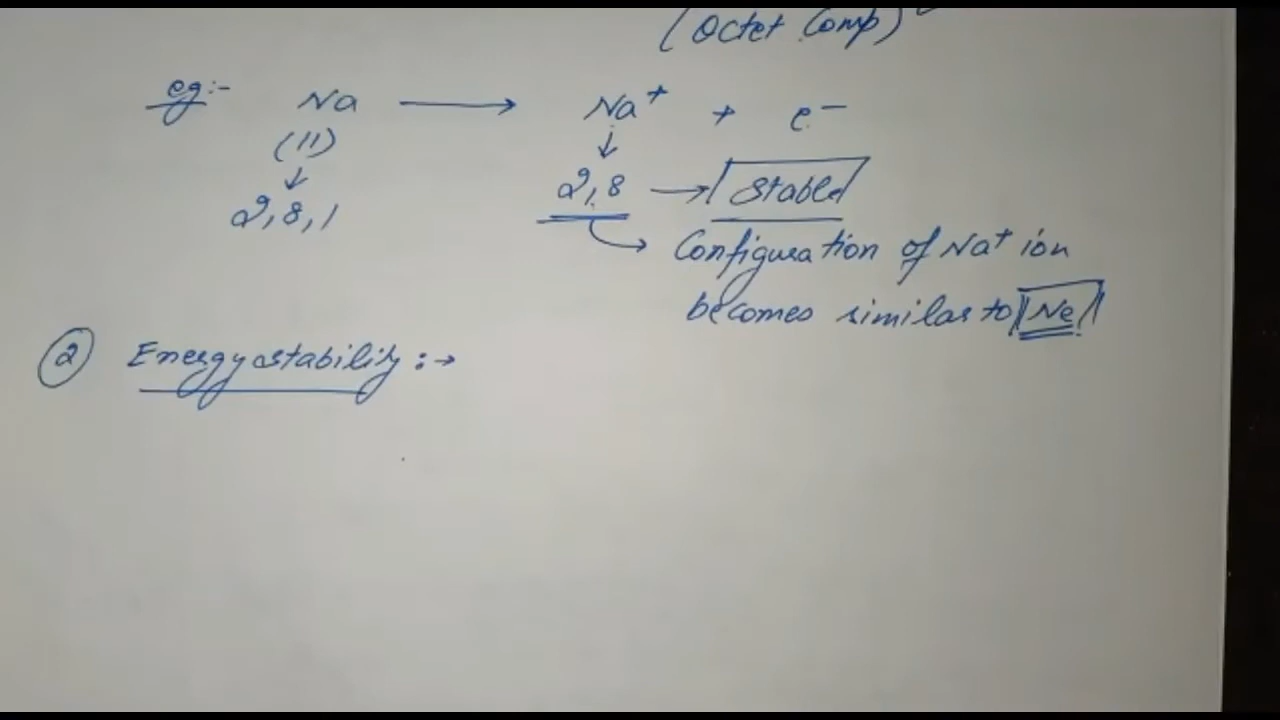 (Octet Comp)
eg:- Na → Na⁺ + e⁻
(11) ↓
↓ 2,8 → Stable
2,8,1
Configuration of Na⁺ ion
becomes similar to Ne
② Energy stability :→